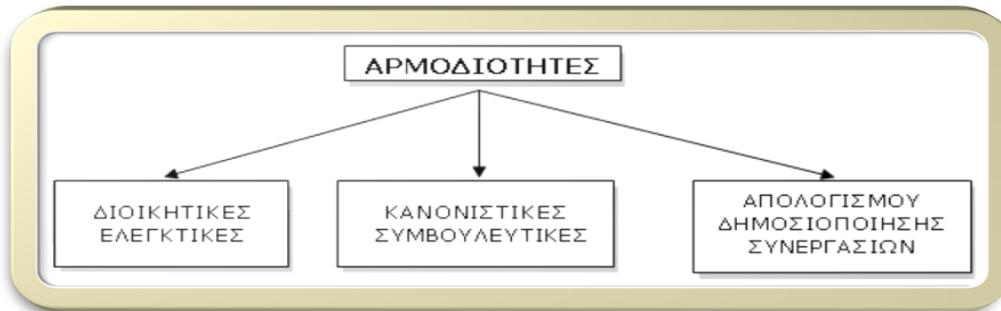 ΑΡΜΟΔΙΟΤΗΤΕΣ
ΔΙΟΙΚΗΤΙΚΕΣ
ΕΛΕΓΚΤΙΚΕΣ
ΚΑΝΟΝΙΣΤΙΚΕΣ
ΣΥΜΒΟΥΛΕΥΤΙΚΕΣ
ΑΠΟΛΟΓΙΣΜΟΥ
ΔΗΜΟΣΙΟΠΟΙΗΣΗΣ
ΣΥΝΕΡΓΑΣΙΩΝ